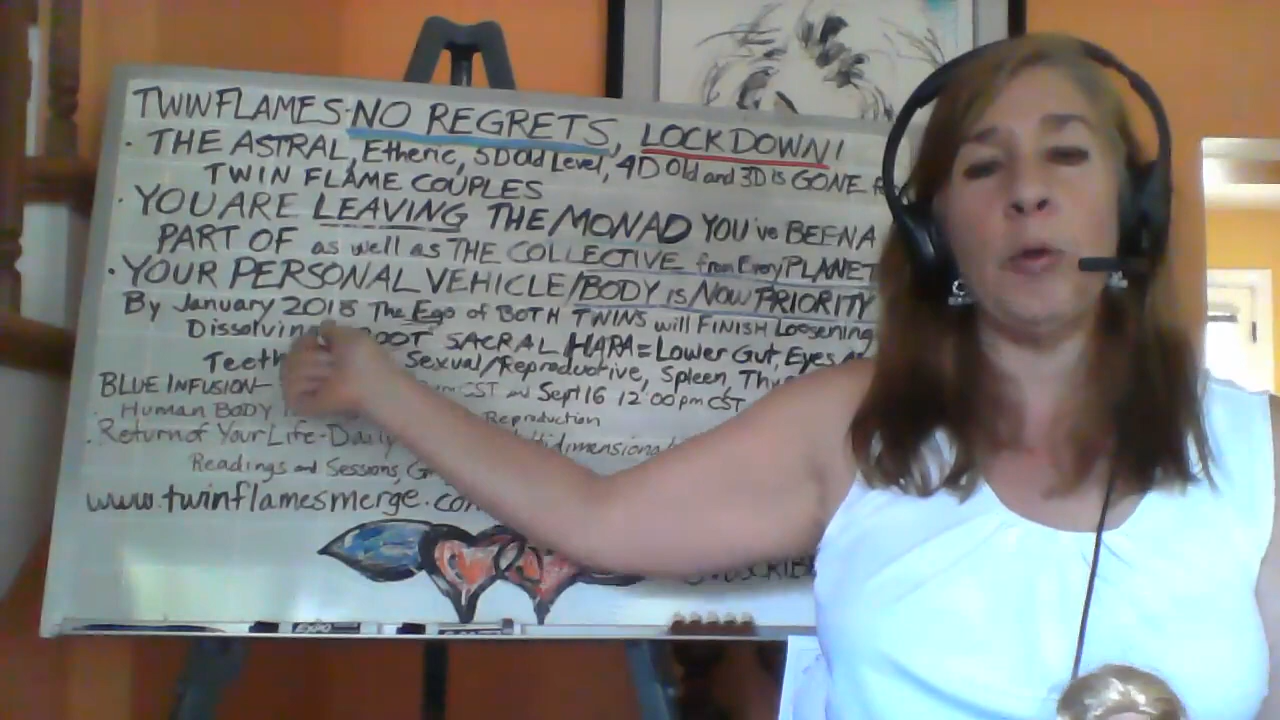 TWINFLAMES-NO REGRETS, LOCKDOWN!
· THE ASTRAL, Etheric, 5D Old Level, 4D Old and 3D is GONE
TWIN FLAME COUPLES
· YOU ARE LEAVING THE MONAD YOU'VE BEEN A
PART OF as well as THE COLLECTIVE from Every PLANET
· YOUR PERSONAL VEHICLE/BODY is NOW PRIORITY
By January 2018 The Ego of BOTH TWINS will FINISH Loosening
Dissolving ROOT SACRAL HARA = Lower Gut, Eyes
Teeth Sexual/Reproductive, Spleen,
BLUE INFUSION- CST and Sept 16 12:00pm CST
· HUMAN BODY Reproduction
· Return of Your Life-Daily
Readings and Sessions,
www.twinflamesmerge.com
EXPO